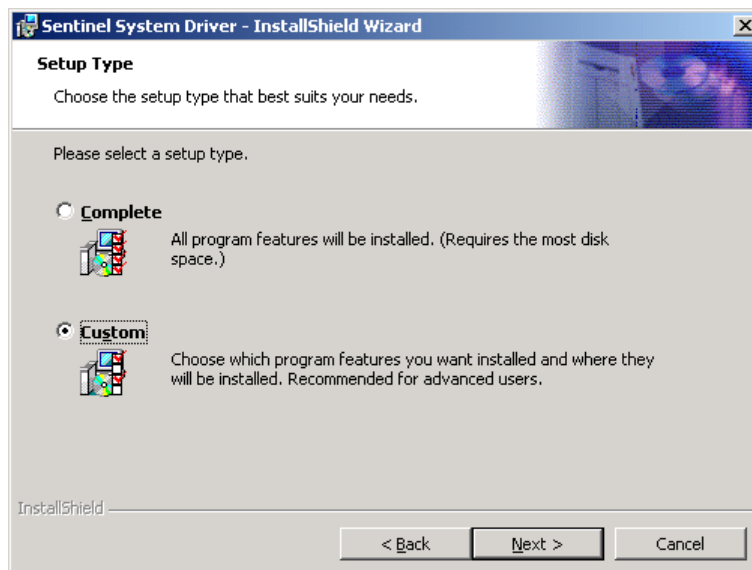 Sentinel System Driver - InstallShield Wizard
Setup Type
Choose the setup type that best suits your needs.
Please select a setup type.
Complete
All program features will be installed. (Requires the most disk
space.)
Custom
Choose which program features you want installed and where they
will be installed. Recommended for advanced users.
InstallShield
< Back
Next >
Cancel